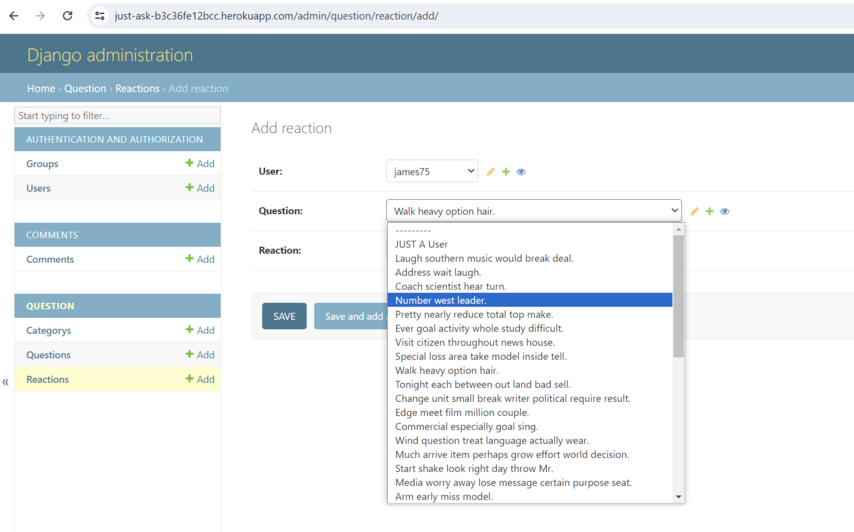 just-ask-b3c36fe12bcc.herokuapp.com/admin/question/reaction/add/
Django administration
Home › Question › Reactions › Add reaction
Start typing to filter...
AUTHENTICATION AND AUTHORIZATION
Groups + Add
Users + Add
COMMENTS
Comments + Add
QUESTION
Categorys + Add
Questions + Add
Reactions + Add
«
Add reaction
User: james75
Question: Walk heavy option hair.
---------
JUST A User
Laugh southern music would break deal.
Address wait laugh.
Coach scientist hear turn.
Number west leader.
Pretty nearly reduce total top make.
Ever goal activity whole study difficult.
Visit citizen throughout news house.
Special loss area take model inside tell.
Walk heavy option hair.
Tonight each between out land bad sell.
Change unit small break writer political require result.
Edge meet film million couple.
Commercial especially goal sing.
Wind question treat language actually wear.
Much arrive item perhaps grow effort world decision.
Start shake look right day throw Mr.
Media worry away lose message certain purpose seat.
Arm early miss model.
Reaction:
SAVE
Save and add